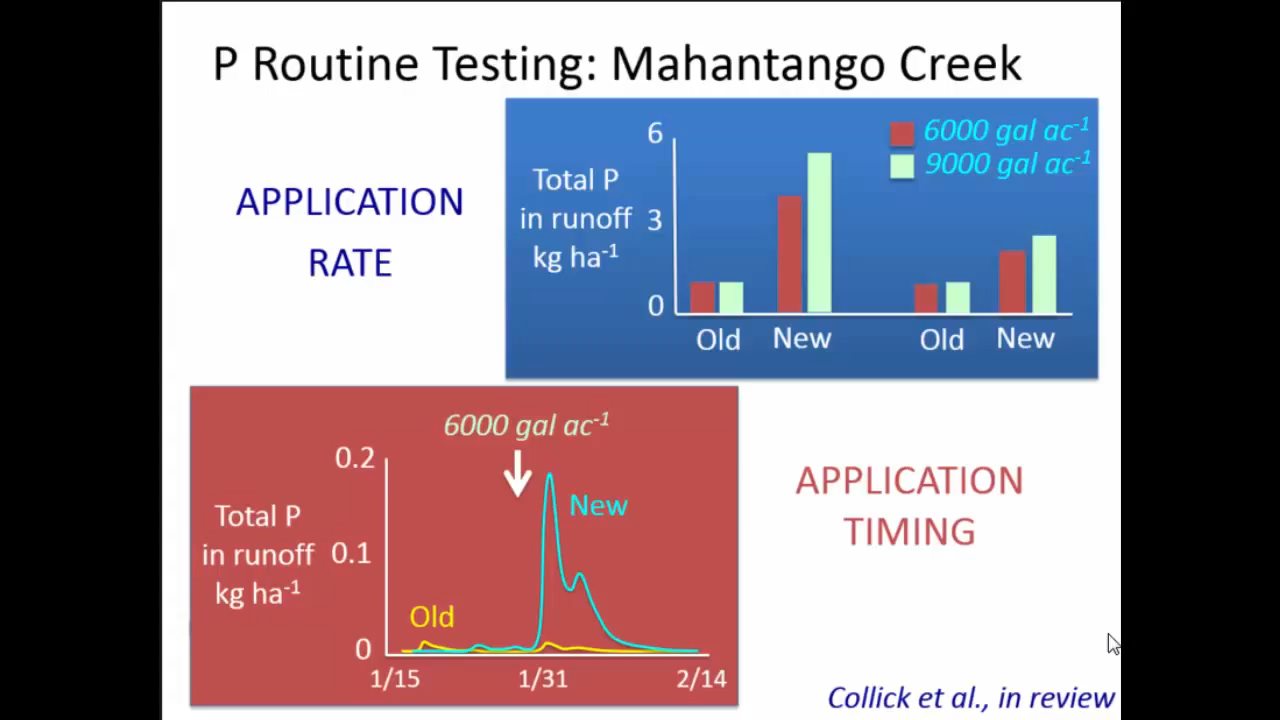 P Routine Testing: Mahantango Creek
APPLICATION
RATE
Total P
in runoff
kg ha⁻¹
6
3
0
6000 gal ac⁻¹
9000 gal ac⁻¹
Old New Old New
6000 gal ac⁻¹
Total P
in runoff
kg ha⁻¹
0.2
0.1
0
New
Old
1/15 1/31 2/14
APPLICATION
TIMING
Collick et al., in review